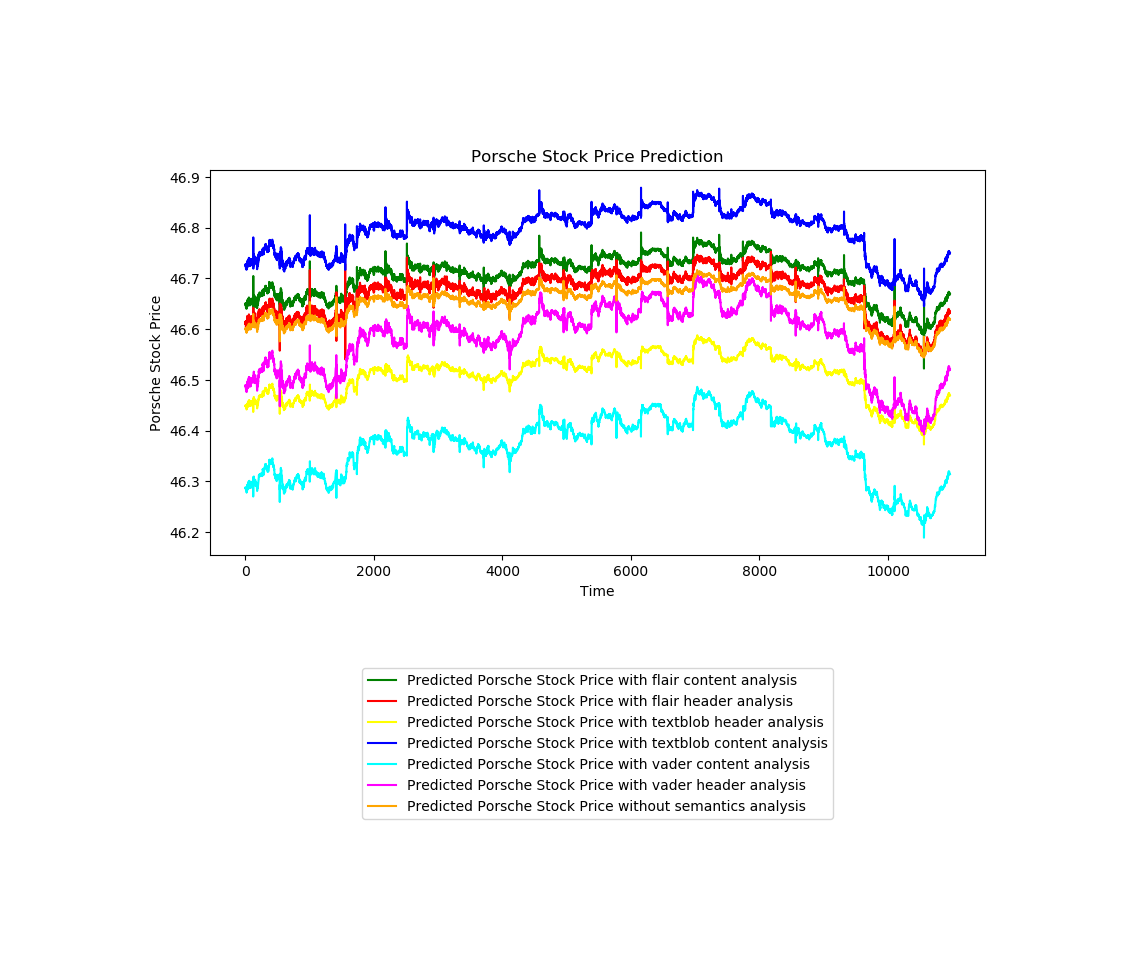 Porsche Stock Price Prediction
46.9
46.8
46.7
46.6
46.5
46.4
46.3
46.2
Porsche Stock Price
0 2000 4000 6000 8000 10000
Time
Predicted Porsche Stock Price with flair content analysis
Predicted Porsche Stock Price with flair header analysis
Predicted Porsche Stock Price with textblob header analysis
Predicted Porsche Stock Price with textblob content analysis
Predicted Porsche Stock Price with vader content analysis
Predicted Porsche Stock Price with vader header analysis
Predicted Porsche Stock Price without semantics analysis